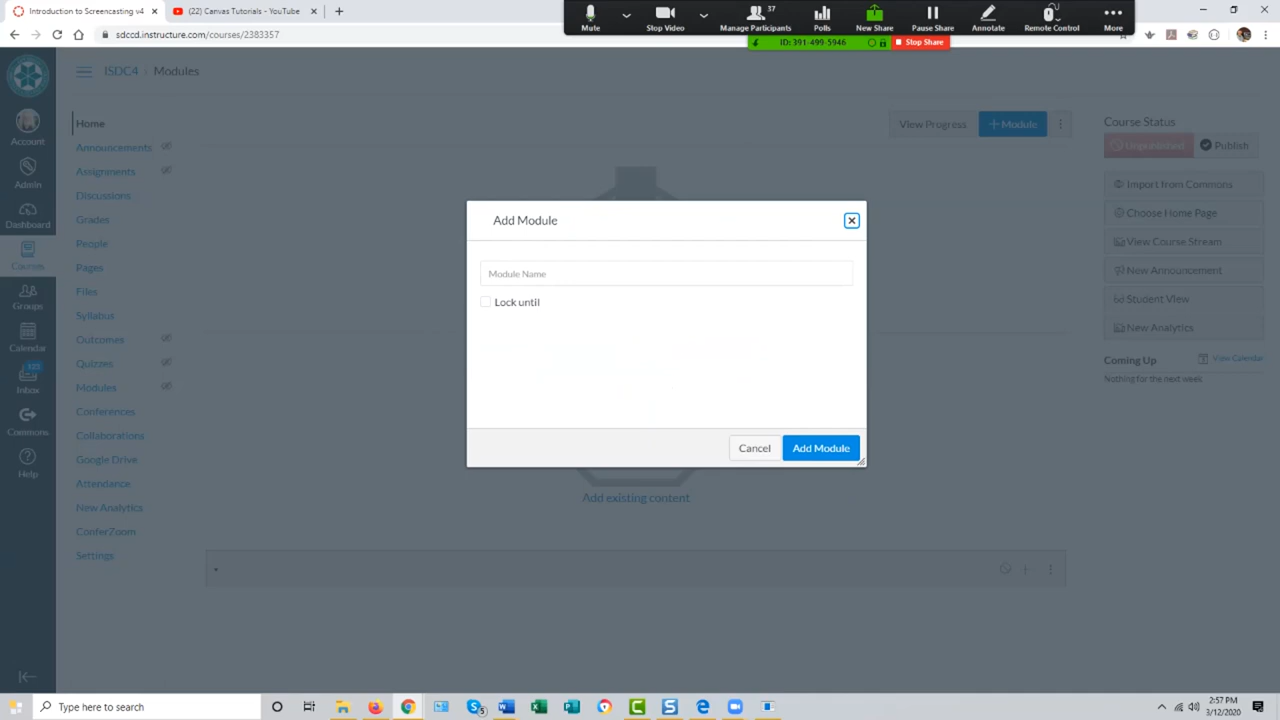 Introduction to Screencasting v4
(22) Canvas Tutorials - YouTube
sdccd.instructure.com/courses/2383357
Mute
Stop Video
37
Manage Participants
Polls
New Share
Pause Share
Annotate
Remote Control
More
ID: 391-499-5946
Stop Share
ISDC4
Modules
Account
Admin
Dashboard
Courses
Groups
Calendar
Inbox
Commons
Help
Home
Announcements
Assignments
Discussions
Grades
People
Pages
Files
Syllabus
Outcomes
Quizzes
Modules
Conferences
Collaborations
Google Drive
Attendance
New Analytics
ConferZoom
Settings
View Progress
+ Module
Add Module
Module Name
Lock until
Cancel
Add Module
Add existing content
Course Status
Unpublished
Publish
Import from Commons
Choose Home Page
View Course Stream
New Announcement
Student View
New Analytics
Coming Up
View Calendar
Nothing for the next week
Type here to search
5
2:57 PM
3/12/2020